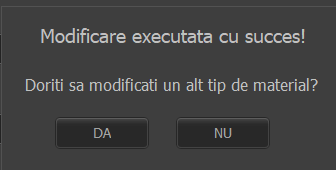 Modificare executata cu succes!
Doriti sa modificati un alt tip de material?
DA NU